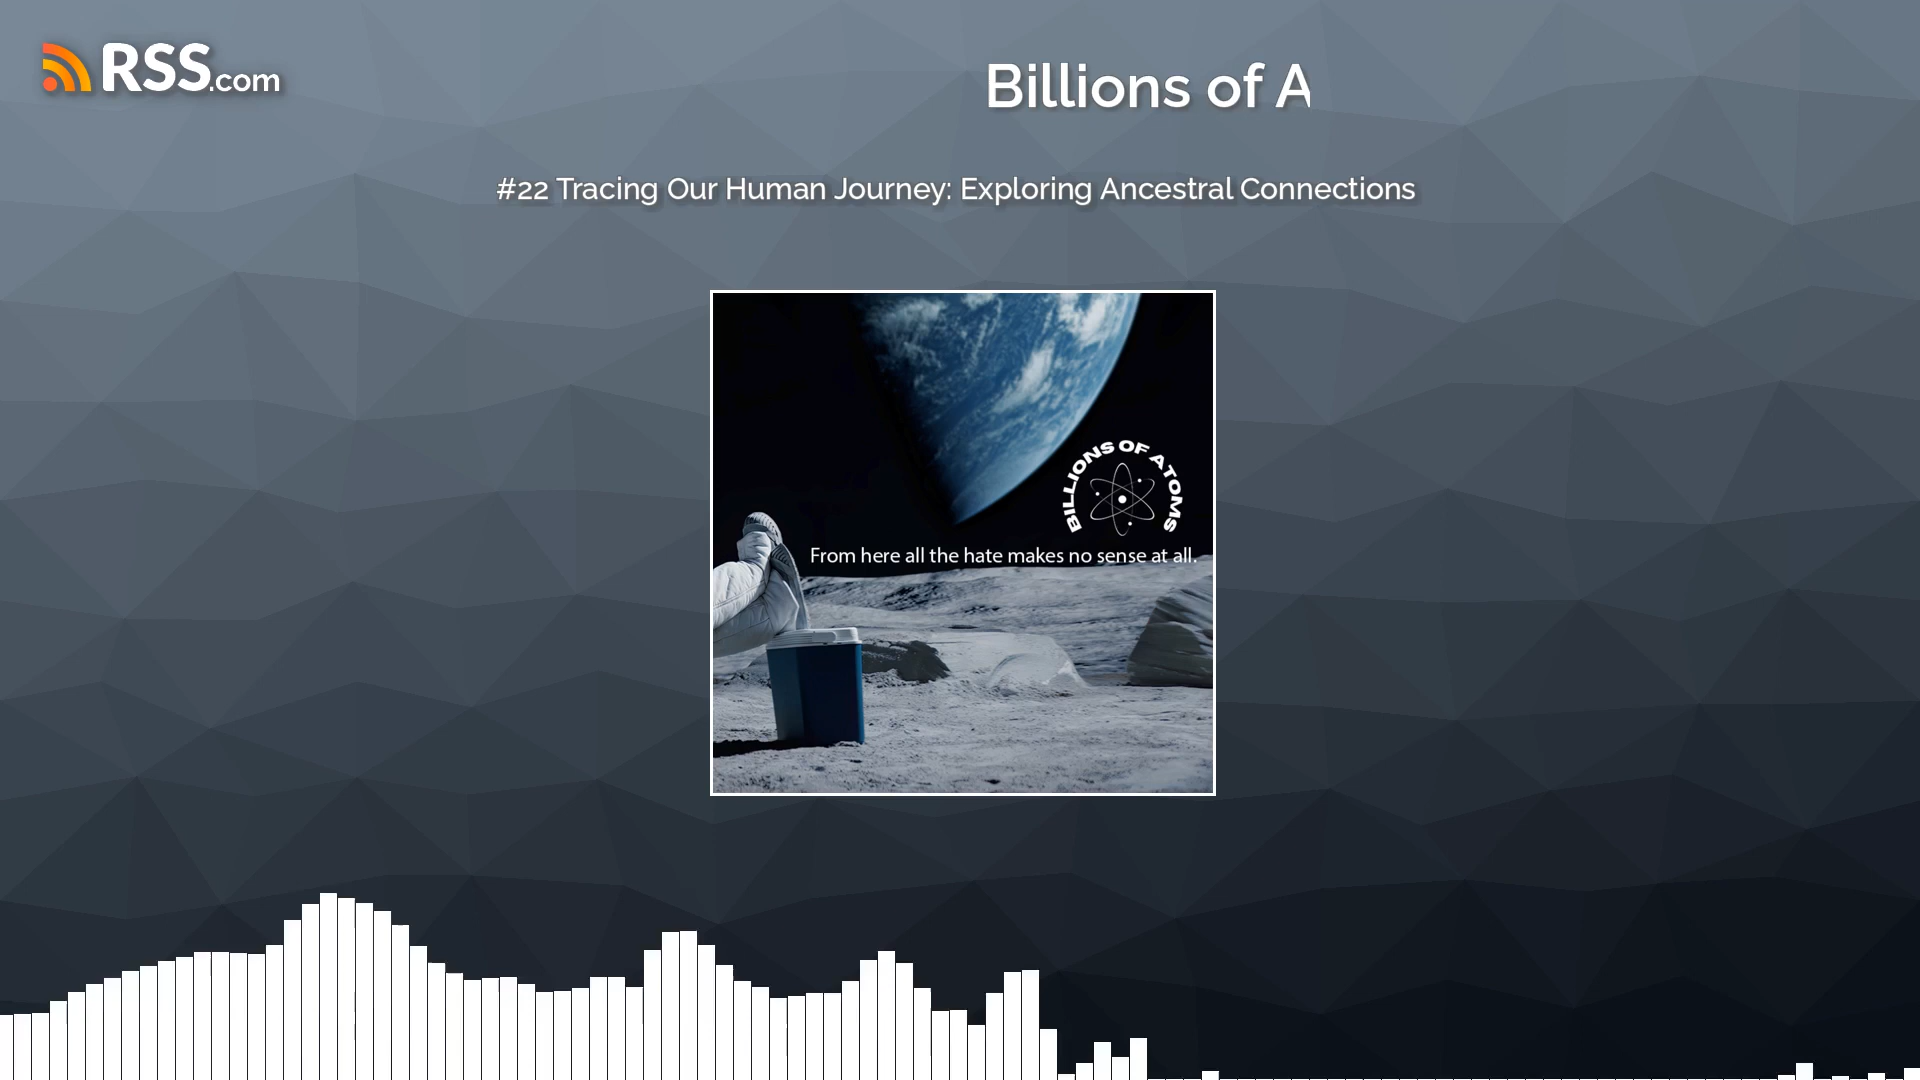 RSS.com
Billions of A
#22 Tracing Our Human Journey: Exploring Ancestral Connections
BILLIONS OF ATOMS
From here all the hate makes no sense at all.